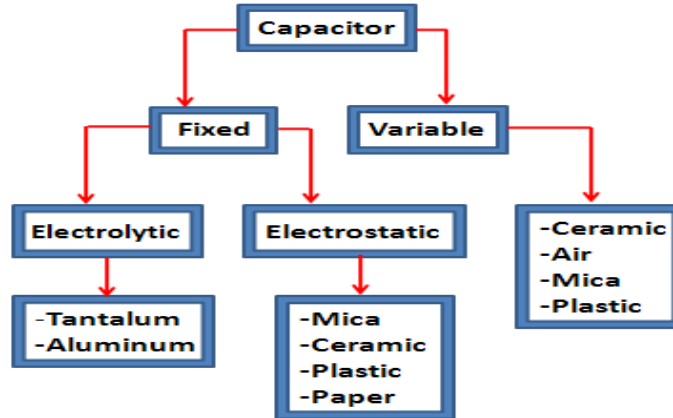 Capacitor
Fixed
Variable
Electrolytic
Electrostatic
-Ceramic
-Air
-Mica
-Plastic
-Tantalum
-Aluminum
-Mica
-Ceramic
-Plastic
-Paper